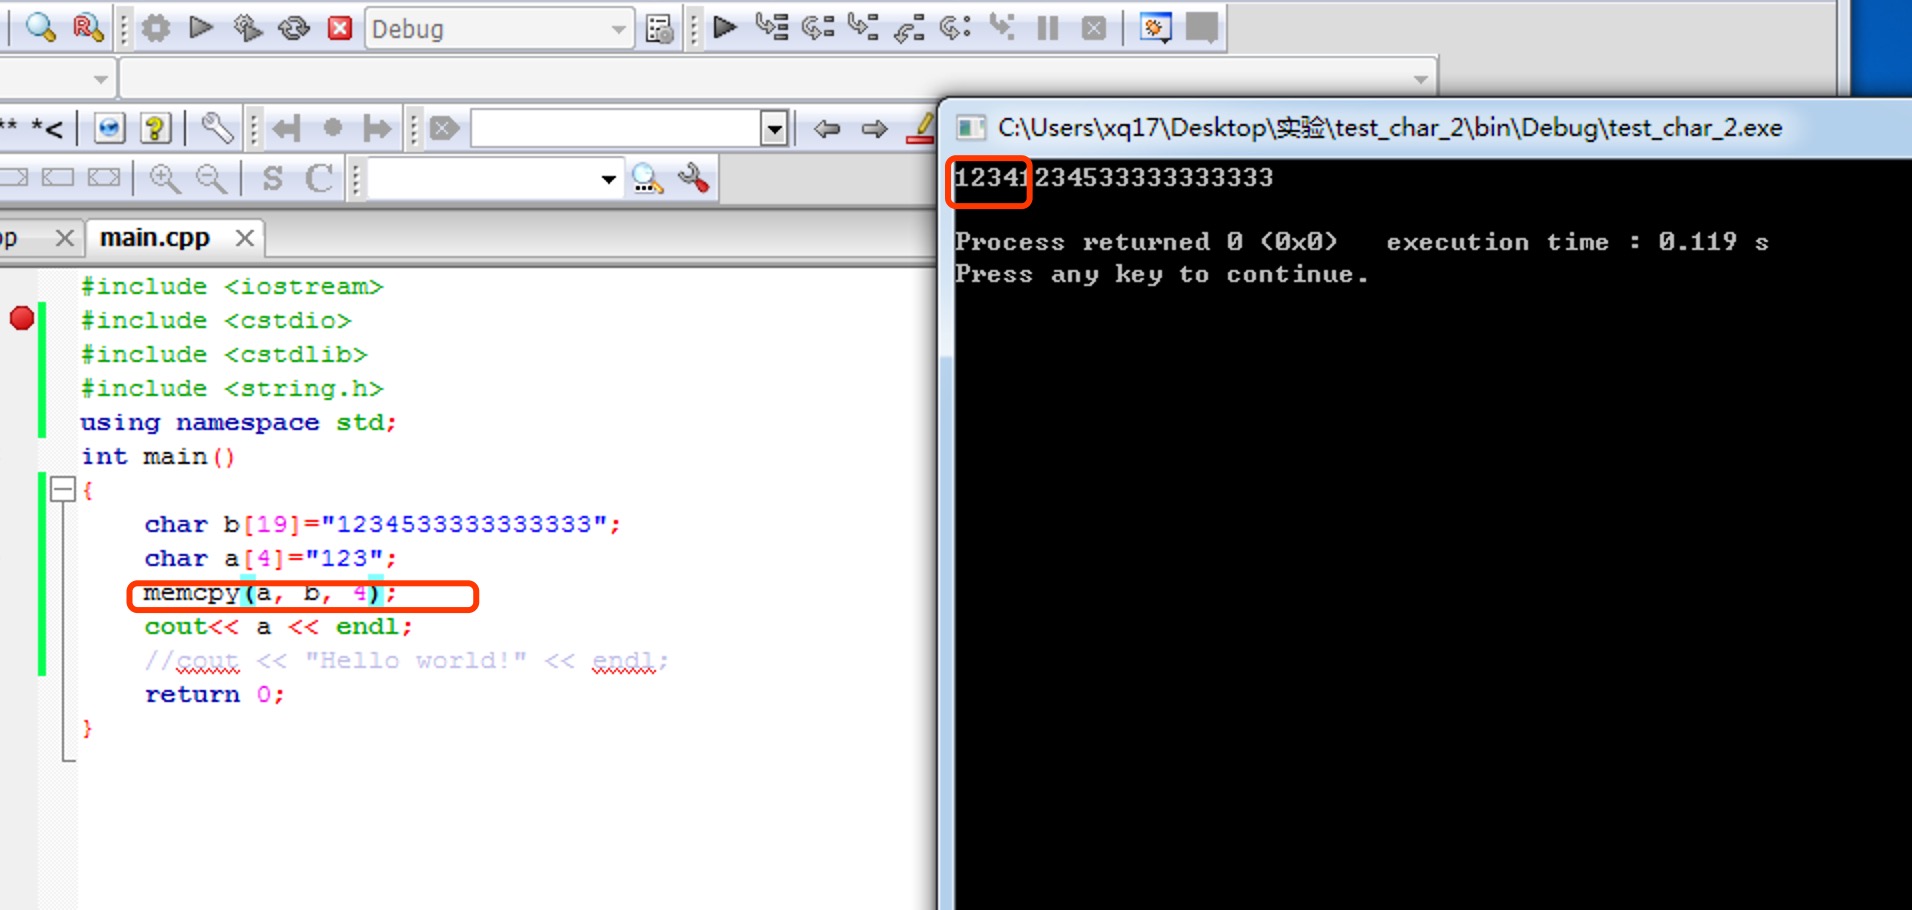 Debug
** *<
S C
C:\Users\xq17\Desktop\实验\test_char_2\bin\Debug\test_char_2.exe
12341234533333333333
Process returned 0 (0x0)   execution time : 0.119 s
Press any key to continue.
main.cpp
#include <iostream>
#include <cstdio>
#include <cstdlib>
#include <string.h>
using namespace std;
int main()
{
    char b[19]="1234533333333333";
    char a[4]="123";
    memcpy(a, b, 4);
    cout<< a << endl;
    //cout << "Hello world!" << endl;
    return 0;
}